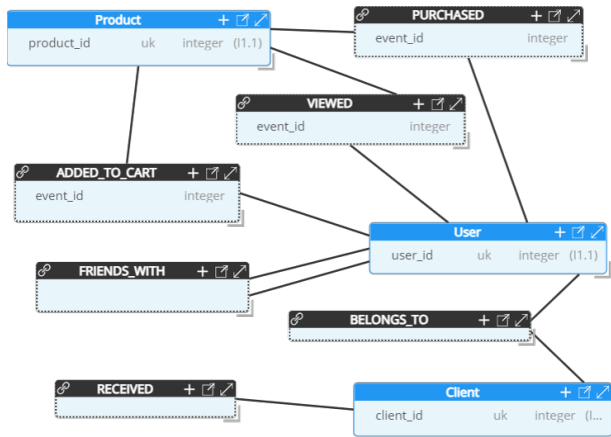 Product
product_id uk integer (I1.1)
PURCHASED
event_id integer
VIEWED
event_id integer
ADDED_TO_CART
event_id integer
User
user_id uk integer (I1.1)
FRIENDS_WITH
BELONGS_TO
RECEIVED
Client
client_id uk integer (I...